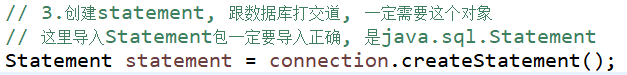 // 3.创建statement, 跟数据库打交道, 一定需要这个对象
// 这里导入Statement包一定要导入正确, 是java.sql.Statement
Statement statement = connection.createStatement();